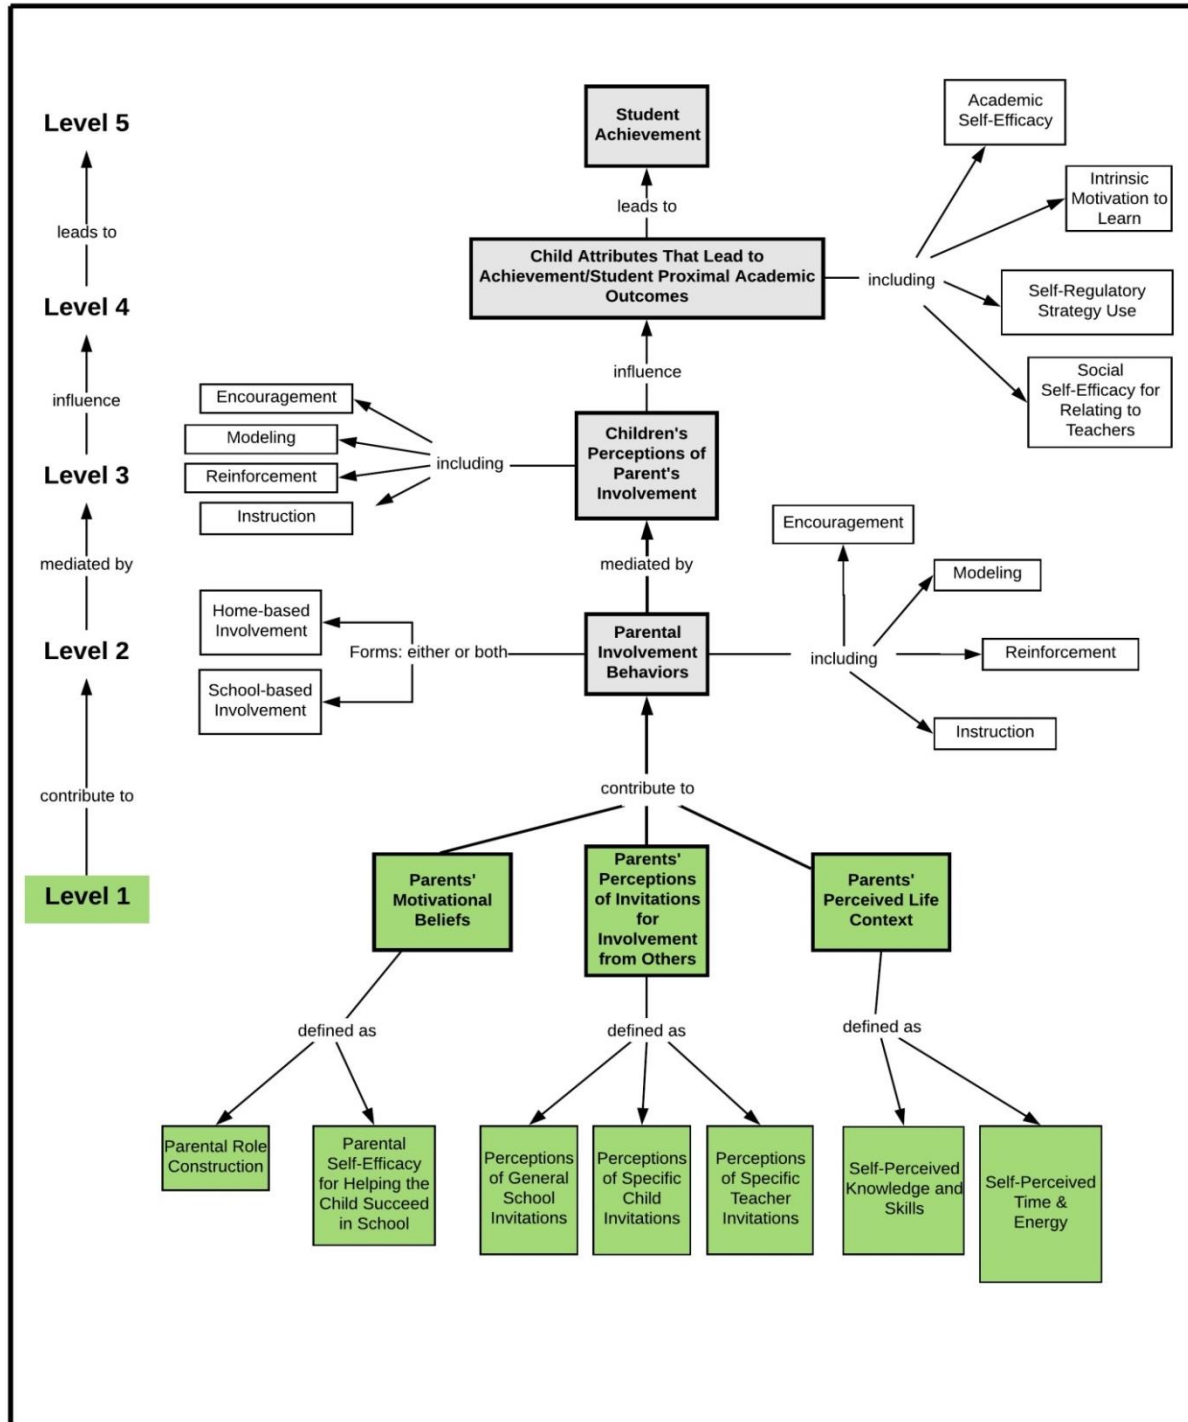 Level 5
leads to
Level 4
influence
Level 3
mediated by
Level 2
contribute to
Level 1
Student
Achievement
leads to
Child Attributes That Lead to
Achievement/Student Proximal Academic
Outcomes
including
Academic
Self-Efficacy
Intrinsic
Motivation to
Learn
Self-Regulatory
Strategy Use
Social
Self-Efficacy for
Relating to
Teachers
influence
Children's
Perceptions of
Parent's
Involvement
including
Encouragement
Modeling
Reinforcement
Instruction
mediated by
Parental
Involvement
Behaviors
Forms: either or both
Home-based
Involvement
School-based
Involvement
including
Encouragement
Modeling
Reinforcement
Instruction
contribute to
Parents'
Motivational
Beliefs
Parents'
Perceptions
of Invitations
for
Involvement
from Others
Parents'
Perceived Life
Context
defined as
defined as
defined as
Parental Role
Construction
Parental
Self-Efficacy
for Helping the
Child Succeed
in School
Perceptions
of General
School
Invitations
Perceptions
of Specific
Child
Invitations
Perceptions
of Specific
Teacher
Invitations
Self-Perceived
Knowledge and
Skills
Self-Perceived
Time &
Energy